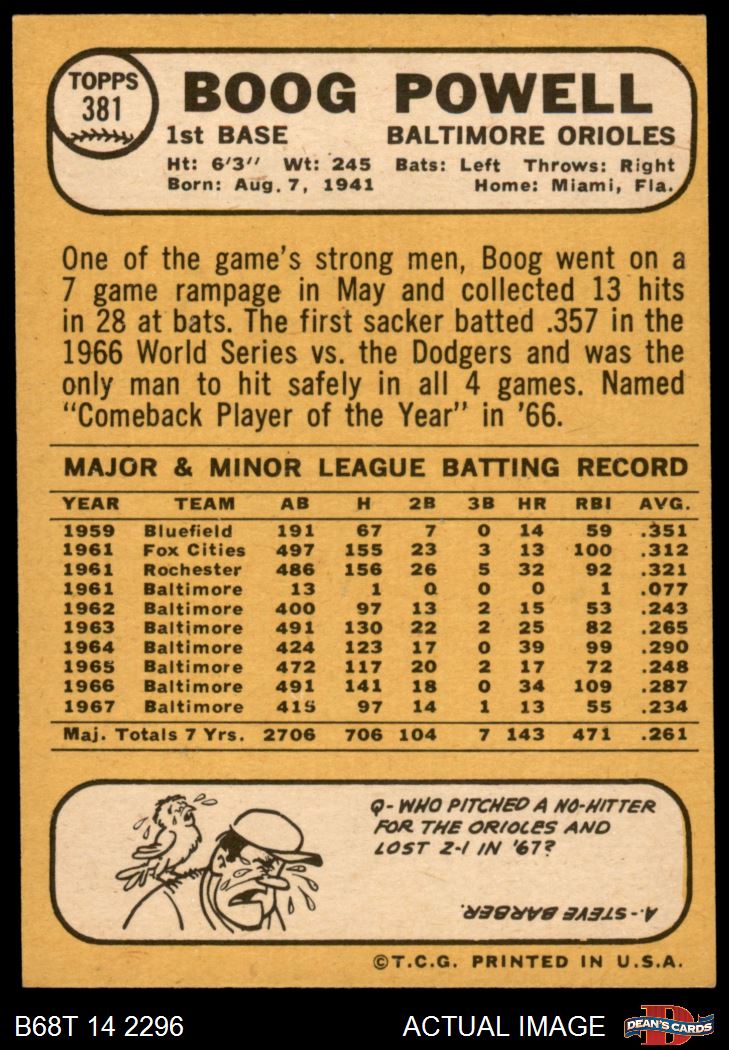 TOPPS
381
BOOG POWELL
1st BASE BALTIMORE ORIOLES
Ht: 6'3" Wt: 245 Bats: Left Throws: Right
Born: Aug. 7, 1941 Home: Miami, Fla.
One of the game's strong men, Boog went on a
7 game rampage in May and collected 13 hits
in 28 at bats. The first sacker batted .357 in the
1966 World Series vs. the Dodgers and was the
only man to hit safely in all 4 games. Named
"Comeback Player of the Year" in '66.
MAJOR & MINOR LEAGUE BATTING RECORD
YEAR TEAM AB H 2B 3B HR RBI AVG.
1959 Bluefield 191 67 7 0 14 59 .351
1961 Fox Cities 497 155 23 3 13 100 .312
1961 Rochester 486 156 26 5 32 92 .321
1961 Baltimore 13 1 0 0 0 1 .077
1962 Baltimore 400 97 13 2 15 53 .243
1963 Baltimore 491 130 22 2 25 82 .265
1964 Baltimore 424 123 17 0 39 99 .290
1965 Baltimore 472 117 20 2 17 72 .248
1966 Baltimore 491 141 18 0 34 109 .287
1967 Baltimore 415 97 14 1 13 55 .234
Maj. Totals 7 Yrs. 2706 706 104 7 143 471 .261
Q- WHO PITCHED A NO-HITTER
FOR THE ORIOLES AND
LOST 2-1 IN '67?
A.- STEVE BARBER.
©T.C.G. PRINTED IN U.S.A.
B68T 14 2296 ACTUAL IMAGE
D
DEAN'S CARDS